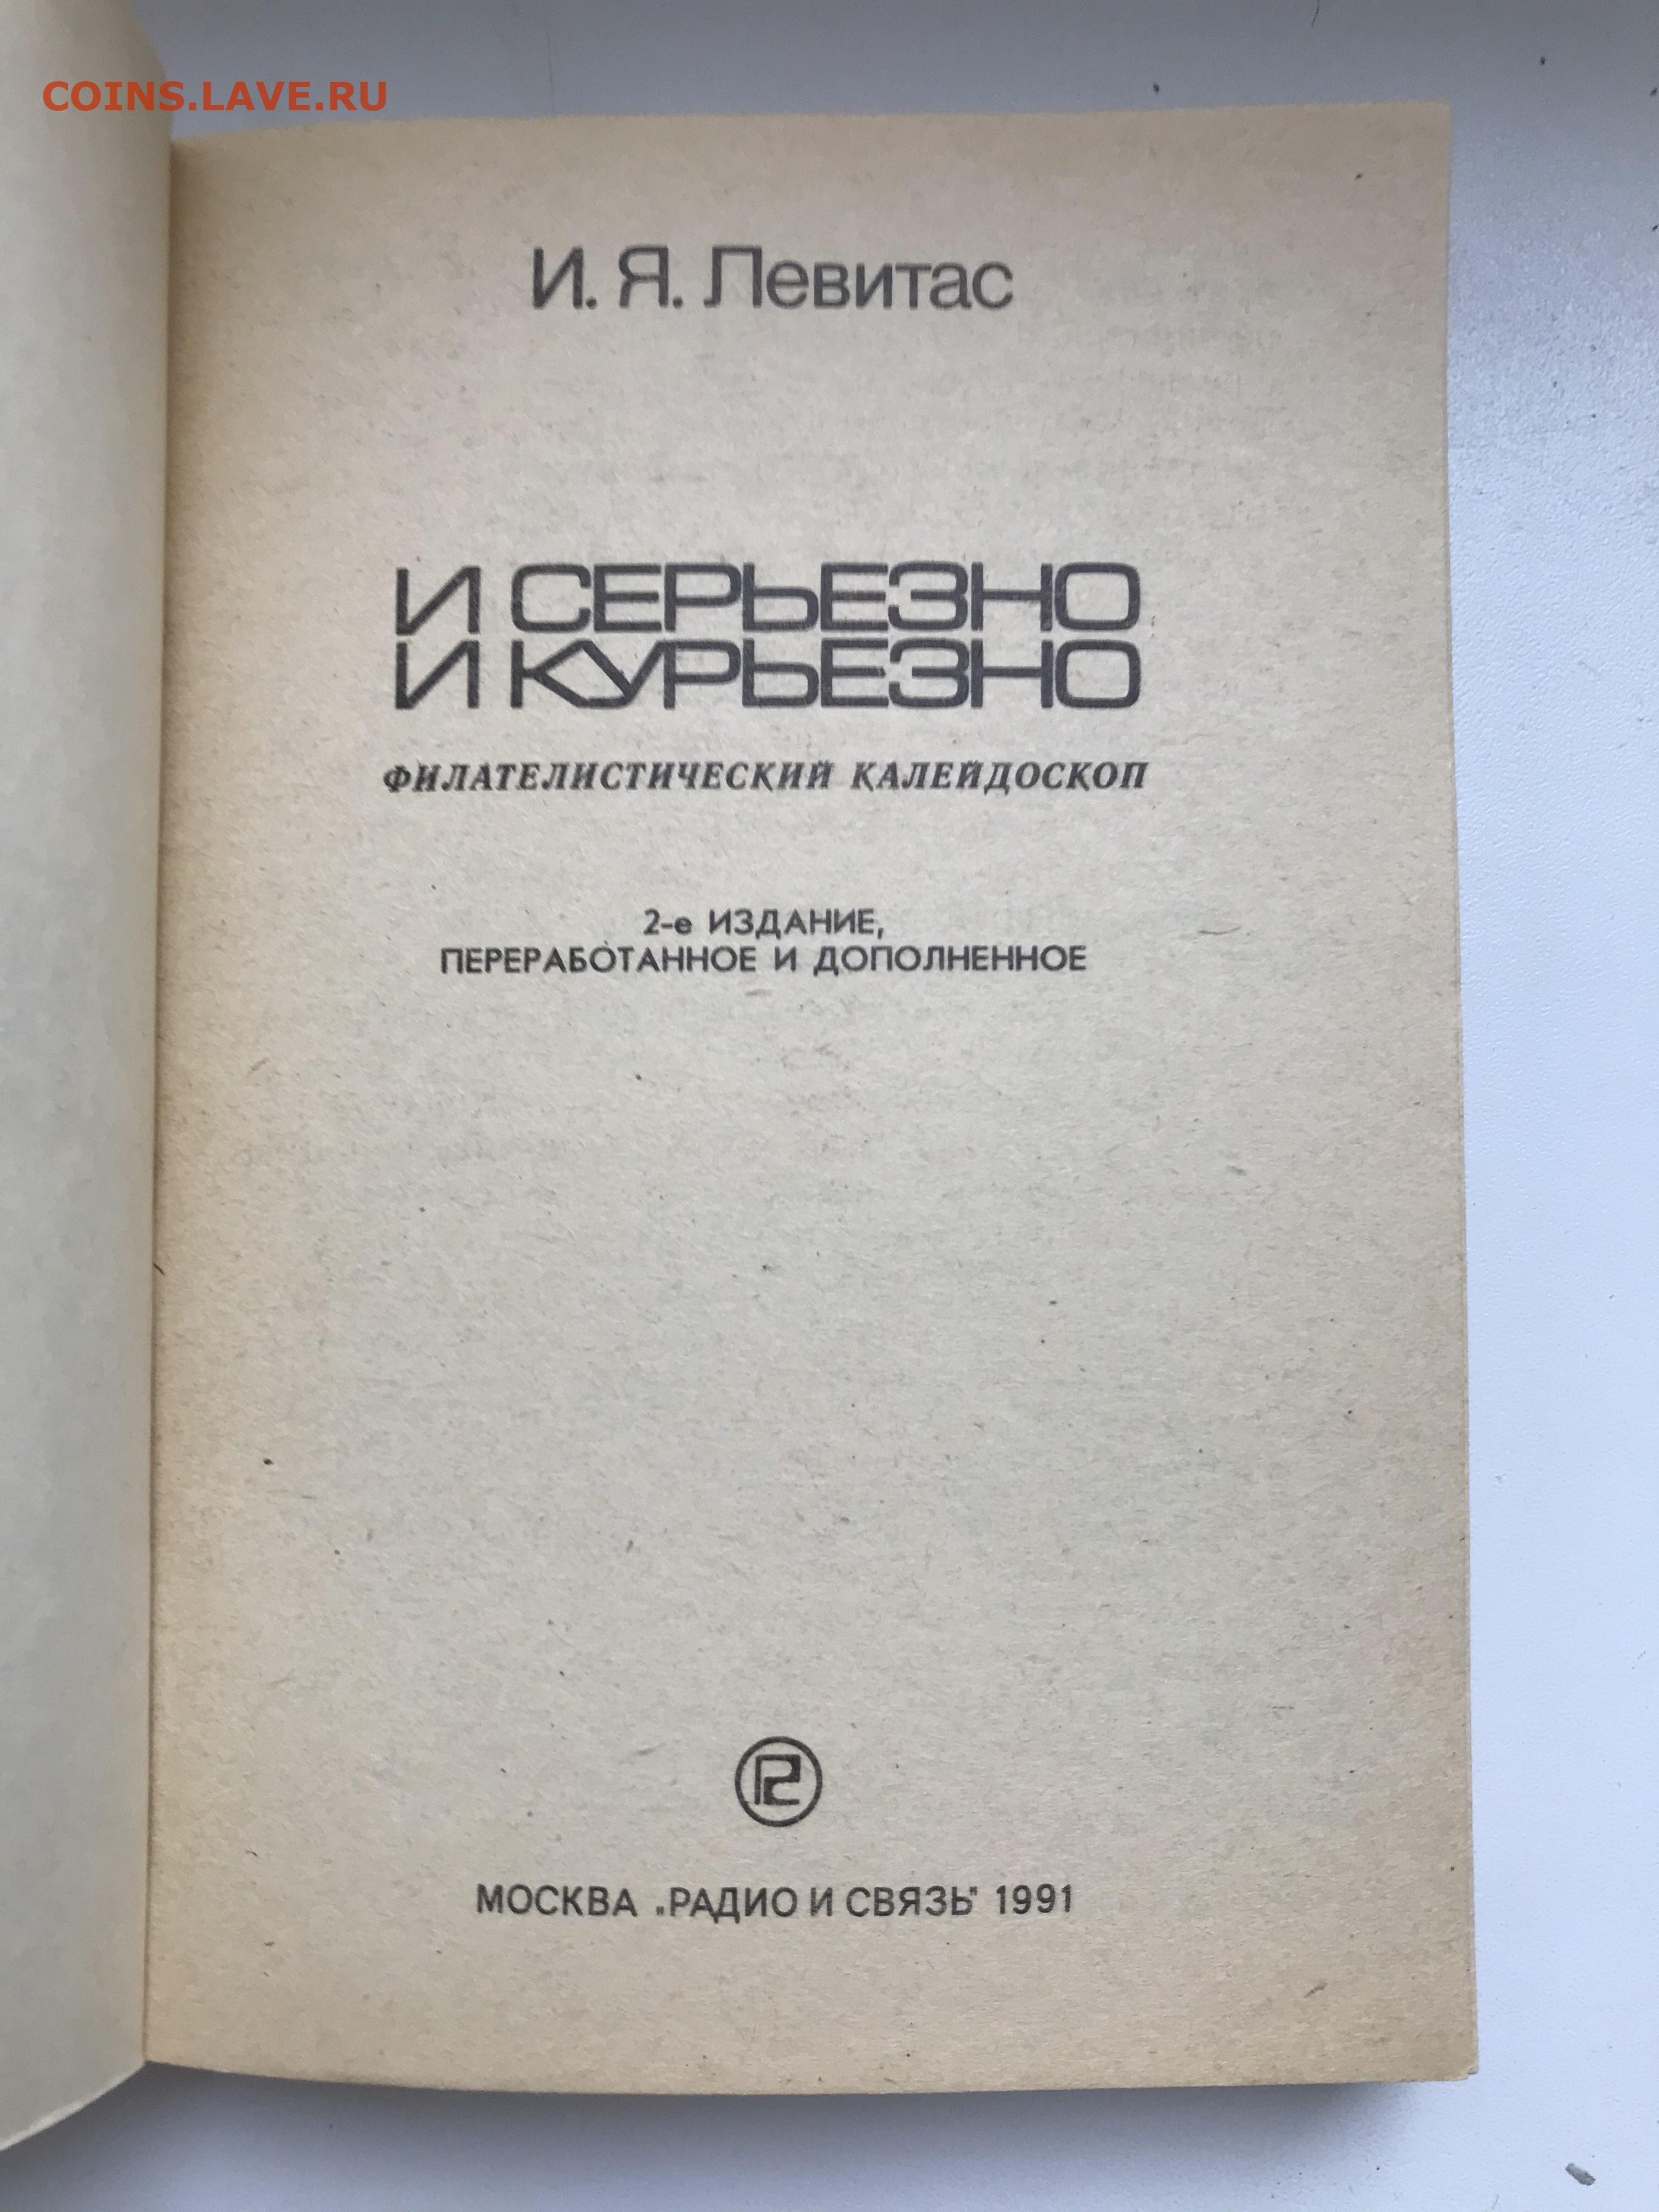 COINS.LAVE.RU
И. Я. Левитас
И СЕРЬЕЗНО
И КУРЬЕЗНО
ФИЛАТЕЛИСТИЧЕСКИЙ КАЛЕЙДОСКОП
2-е ИЗДАНИЕ,
ПЕРЕРАБОТАННОЕ И ДОПОЛНЕННОЕ
МОСКВА „РАДИО И СВЯЗЬ" 1991